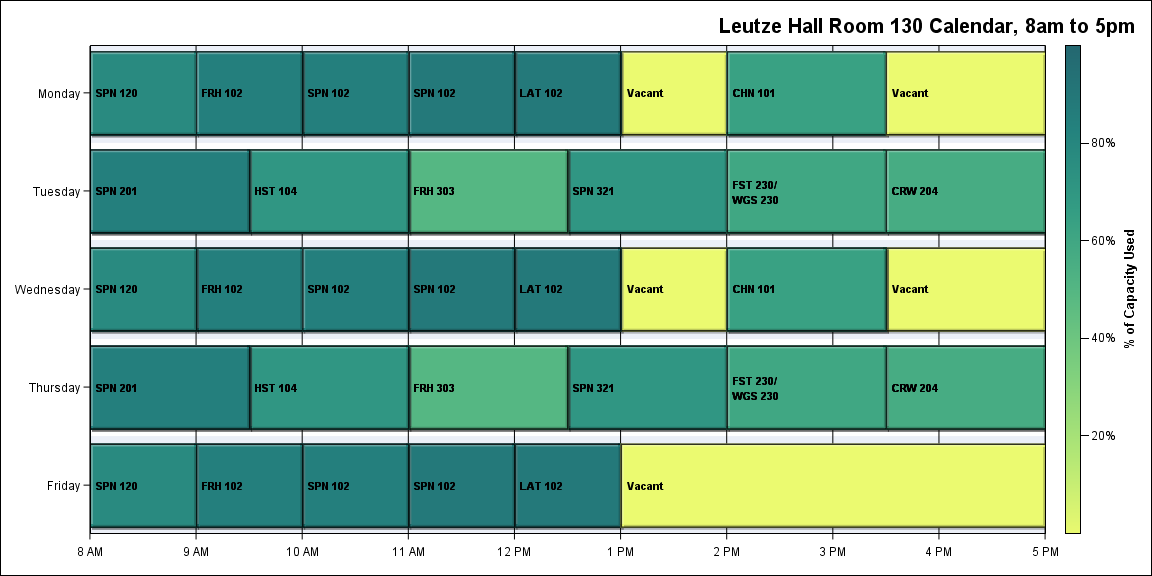 Leutze Hall Room 130 Calendar, 8am to 5pm
Monday
SPN 120
FRH 102
SPN 102
SPN 102
LAT 102
Vacant
CHN 101
Vacant
Tuesday
SPN 201
HST 104
FRH 303
SPN 321
FST 230/
WGS 230
CRW 204
Wednesday
SPN 120
FRH 102
SPN 102
SPN 102
LAT 102
Vacant
CHN 101
Vacant
Thursday
SPN 201
HST 104
FRH 303
SPN 321
FST 230/
WGS 230
CRW 204
Friday
SPN 120
FRH 102
SPN 102
SPN 102
LAT 102
Vacant
8 AM
9 AM
10 AM
11 AM
12 PM
1 PM
2 PM
3 PM
4 PM
5 PM
80%
60%
40%
20%
% of Capacity Used